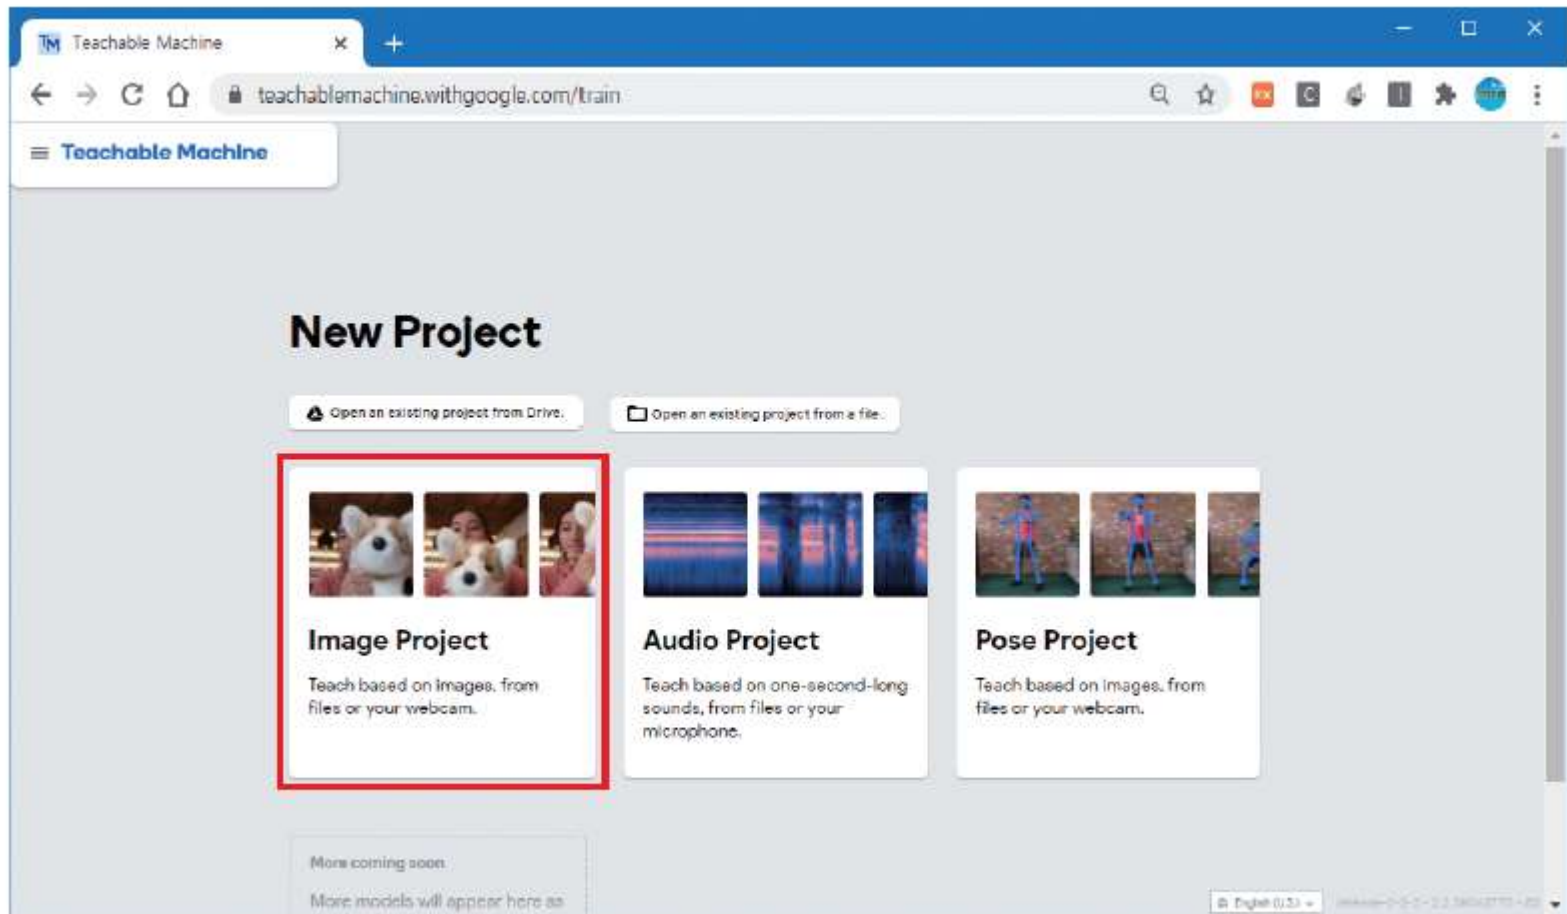 Teachable Machine
teachablemachine.withgoogle.com/train
Teachable Machine
New Project
Open an existing project from Drive.
Open an existing project from a file.
Image Project
Teach based on images, from
files or your webcam.
Audio Project
Teach based on one-second-long
sounds, from files or your
microphone.
Pose Project
Teach based on images, from
files or your webcam.
More coming soon
More models will appear here as
English (U.S.)